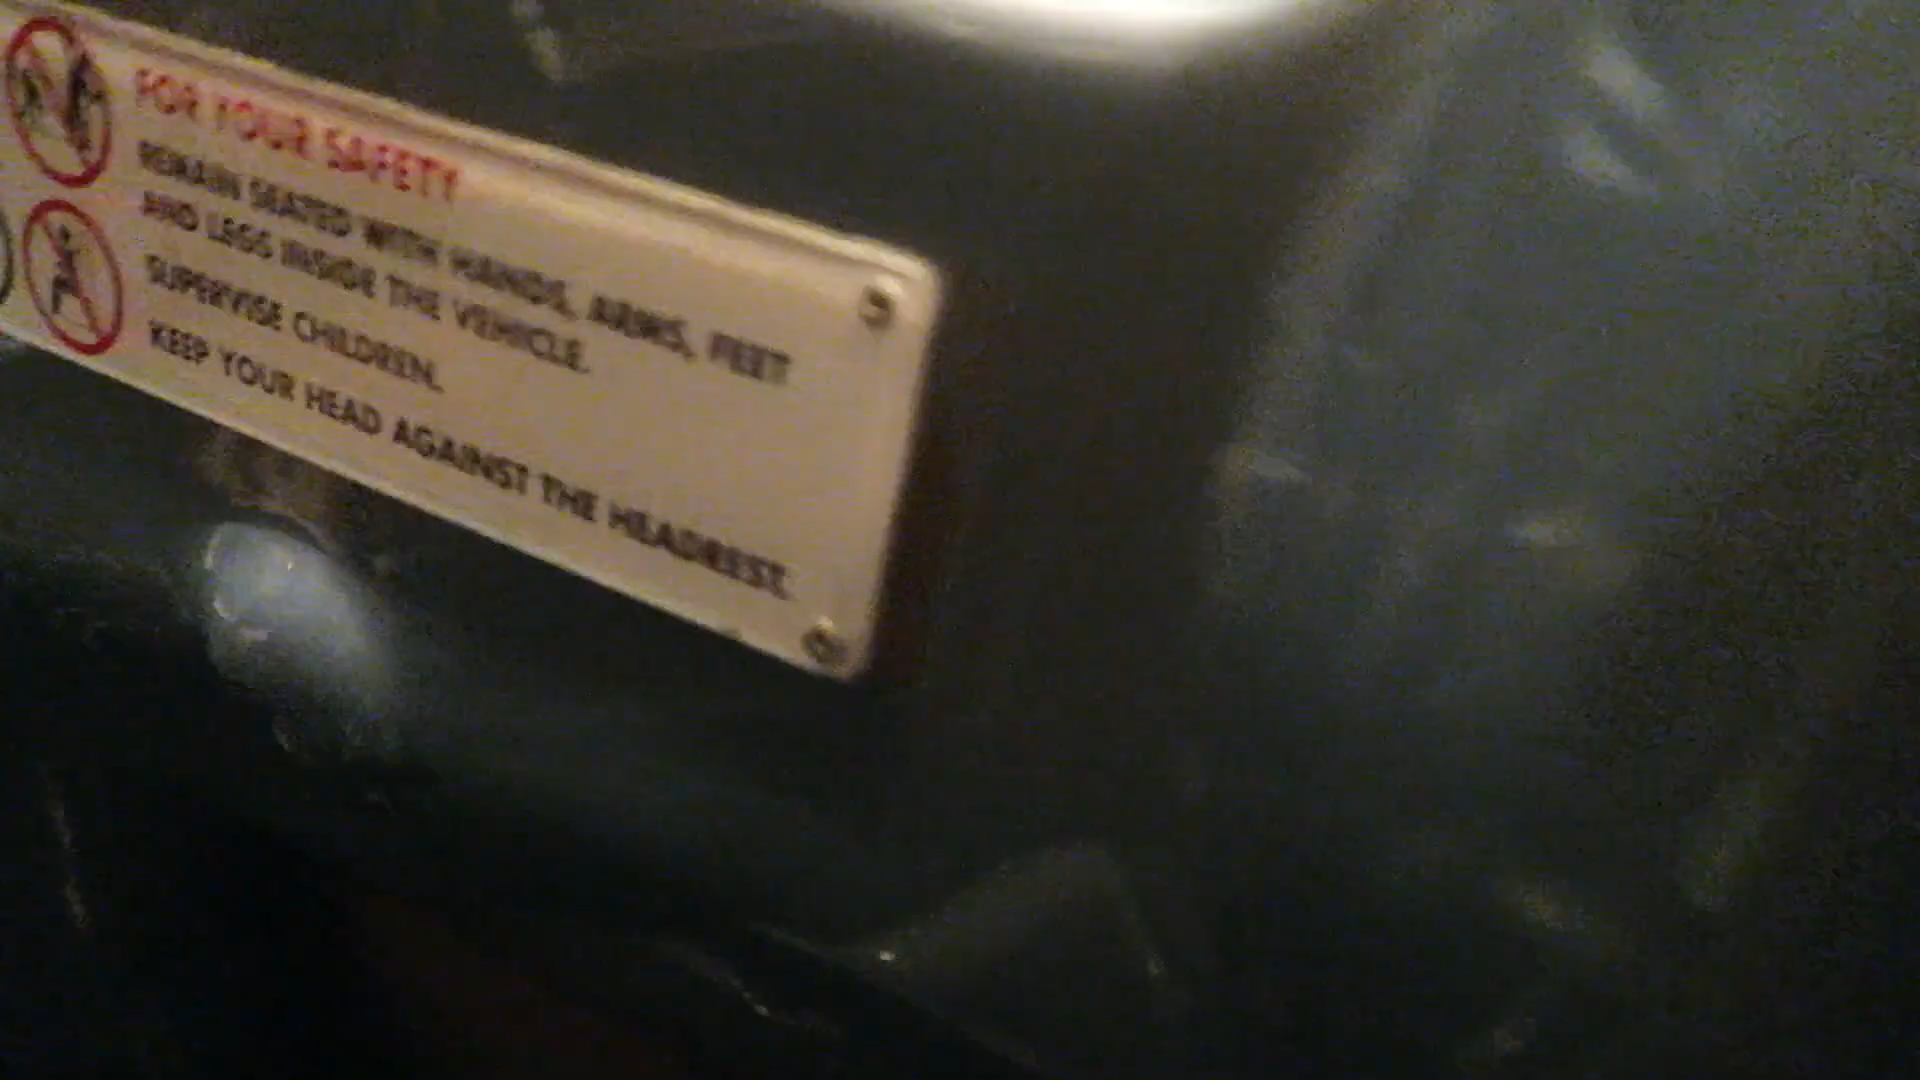 FOR YOUR SAFETY
REMAIN SEATED WITH HANDS, ARMS, FEET
AND LEGS INSIDE THE VEHICLE.
SUPERVISE CHILDREN.
KEEP YOUR HEAD AGAINST THE HEADREST.